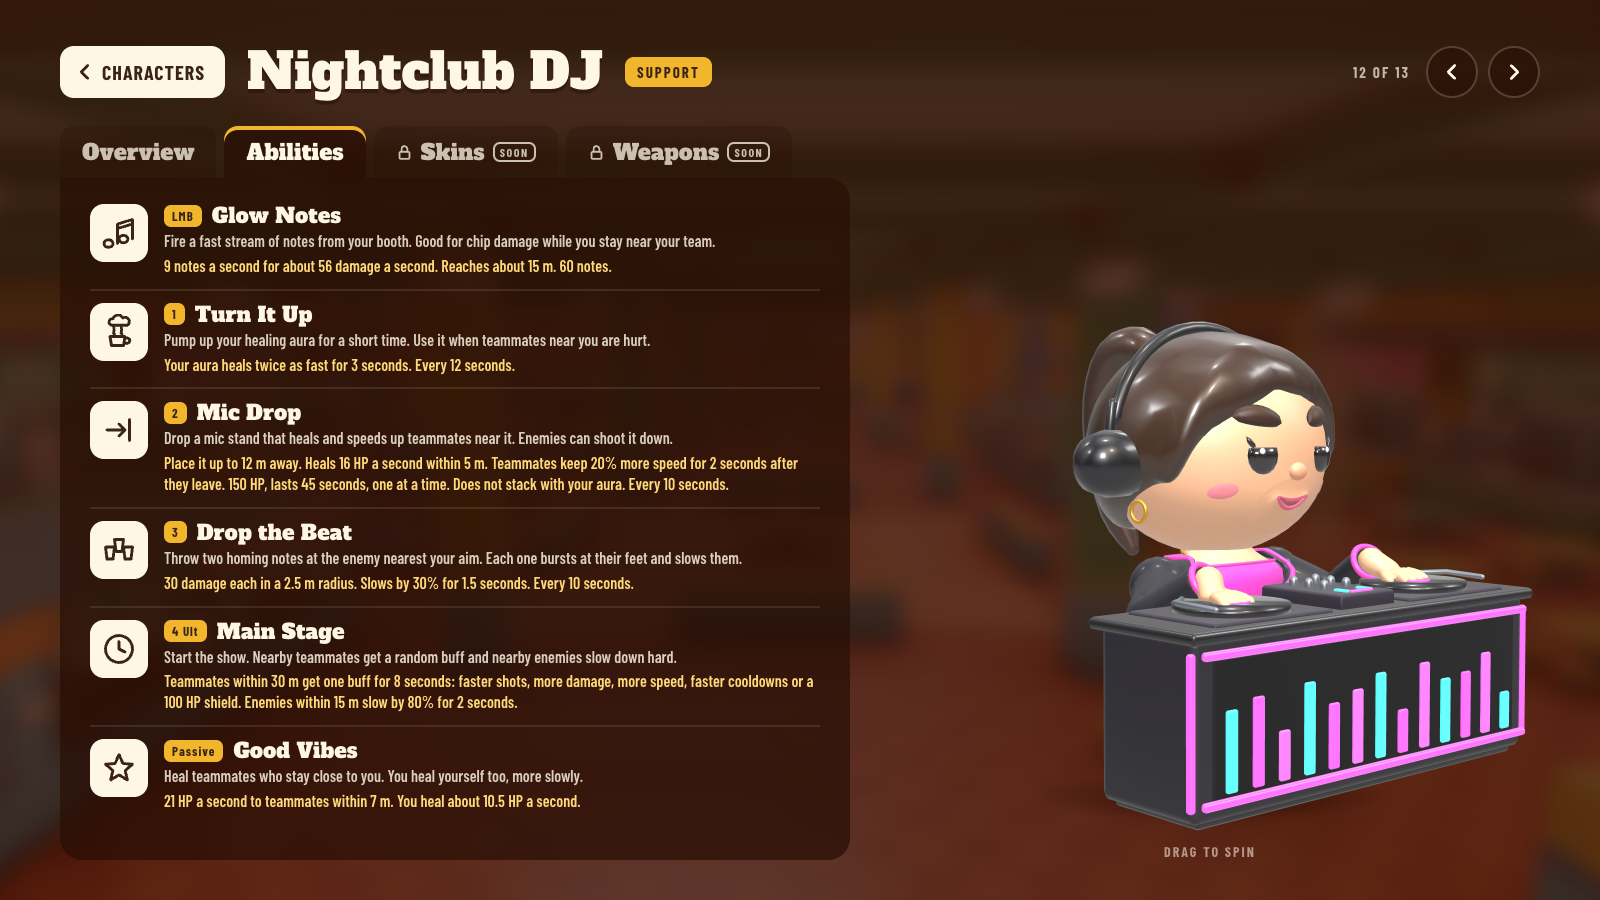 CHARACTERS
Nightclub DJ
SUPPORT
12 OF 13
Overview
Abilities
Skins SOON
Weapons SOON
LMB Glow Notes
Fire a fast stream of notes from your booth. Good for chip damage while you stay near your team.
9 notes a second for about 56 damage a second. Reaches about 15 m. 60 notes.
1 Turn It Up
Pump up your healing aura for a short time. Use it when teammates near you are hurt.
Your aura heals twice as fast for 3 seconds. Every 12 seconds.
2 Mic Drop
Drop a mic stand that heals and speeds up teammates near it. Enemies can shoot it down.
Place it up to 12 m away. Heals 16 HP a second within 5 m. Teammates keep 20% more speed for 2 seconds after
they leave. 150 HP, lasts 45 seconds, one at a time. Does not stack with your aura. Every 10 seconds.
3 Drop the Beat
Throw two homing notes at the enemy nearest your aim. Each one bursts at their feet and slows them.
30 damage each in a 2.5 m radius. Slows by 30% for 1.5 seconds. Every 10 seconds.
4 Ult Main Stage
Start the show. Nearby teammates get a random buff and nearby enemies slow down hard.
Teammates within 30 m get one buff for 8 seconds: faster shots, more damage, more speed, faster cooldowns or a
100 HP shield. Enemies within 15 m slow by 80% for 2 seconds.
Passive Good Vibes
Heal teammates who stay close to you. You heal yourself too, more slowly.
21 HP a second to teammates within 7 m. You heal about 10.5 HP a second.
DRAG TO SPIN